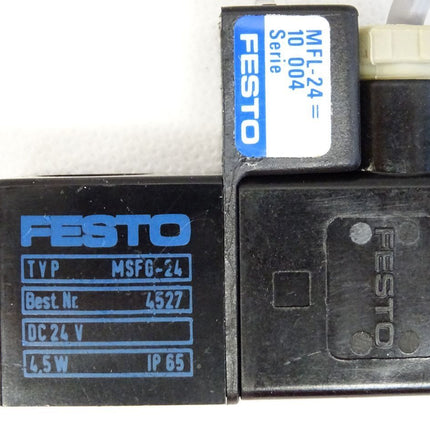 MFL-24=
10 004
Serie
FESTO
FESTO
TYP MSFG-24
Best. Nr. 4527
DC 24 V
4.5 W IP 65
FESTO